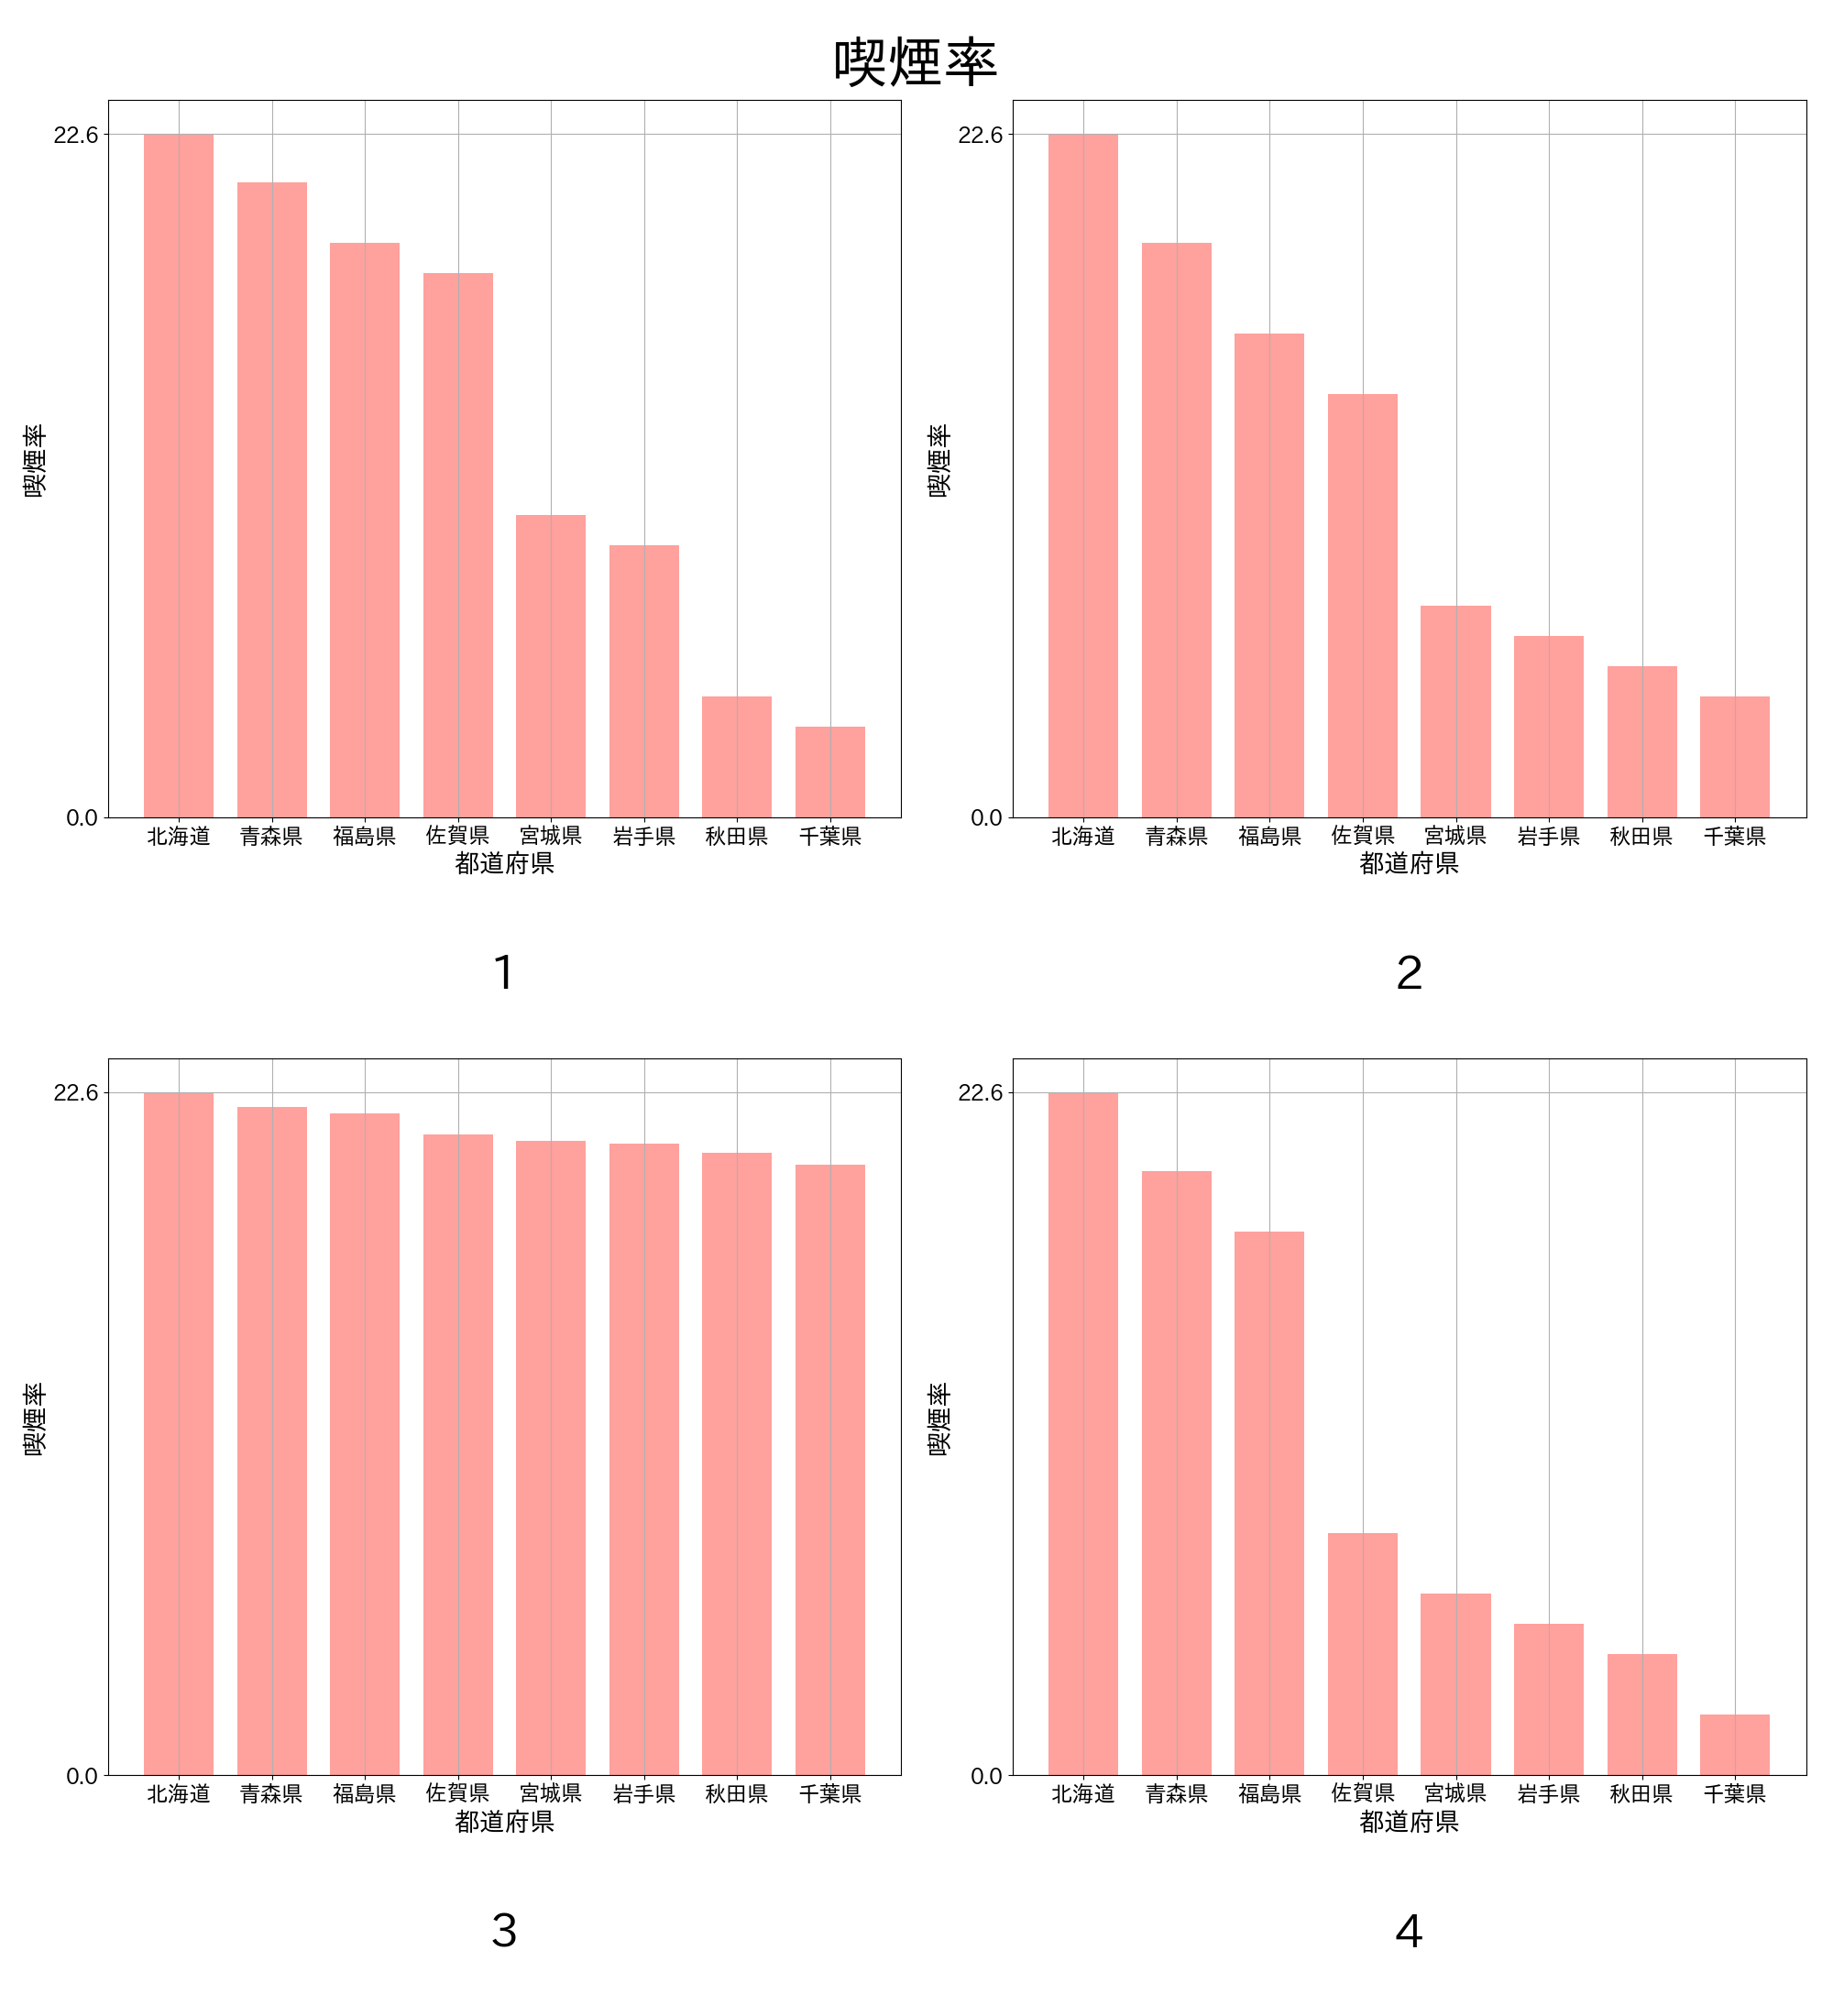 喫煙率
22.6
0.0
喫煙率
北海道 青森県 福島県 佐賀県 宮城県 岩手県 秋田県 千葉県
都道府県
1
22.6
0.0
喫煙率
北海道 青森県 福島県 佐賀県 宮城県 岩手県 秋田県 千葉県
都道府県
2
22.6
0.0
喫煙率
北海道 青森県 福島県 佐賀県 宮城県 岩手県 秋田県 千葉県
都道府県
3
22.6
0.0
喫煙率
北海道 青森県 福島県 佐賀県 宮城県 岩手県 秋田県 千葉県
都道府県
4